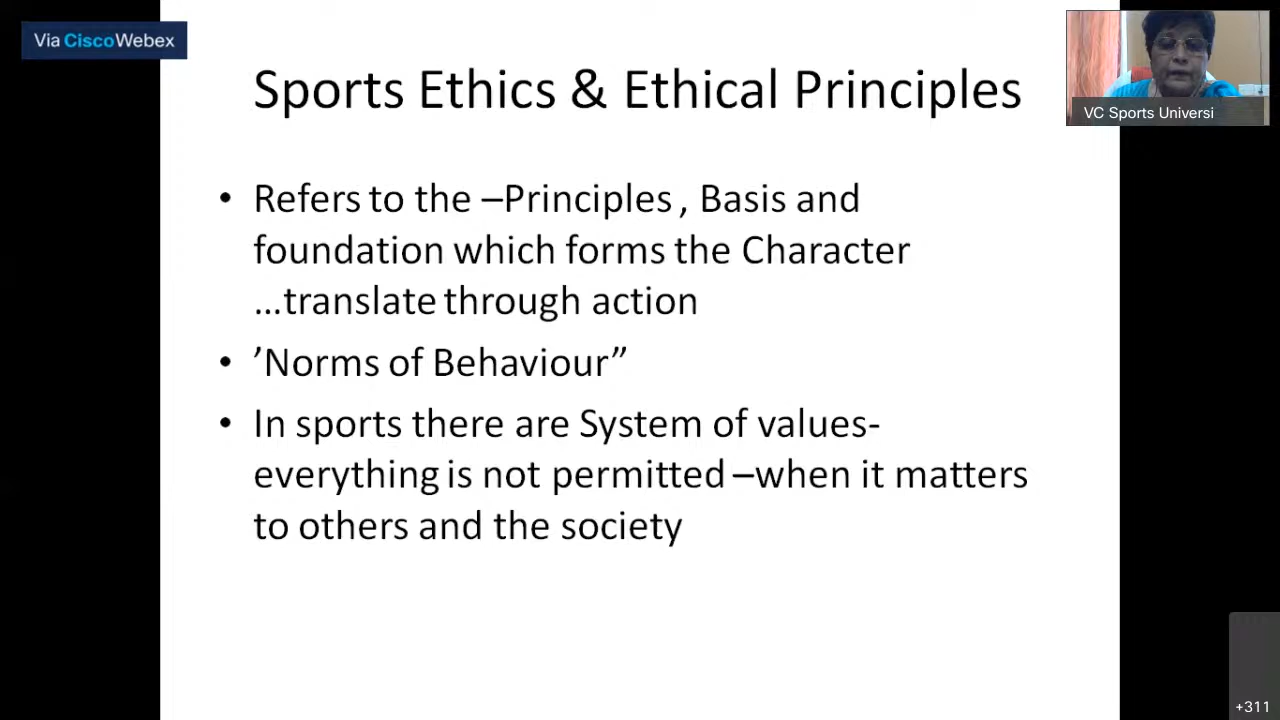 Via CiscoWebex
VC Sports Universi
Sports Ethics & Ethical Principles
• Refers to the –Principles , Basis and
foundation which forms the Character
…translate through action
• ’Norms of Behaviour”
• In sports there are System of values-
everything is not permitted –when it matters
to others and the society
+311